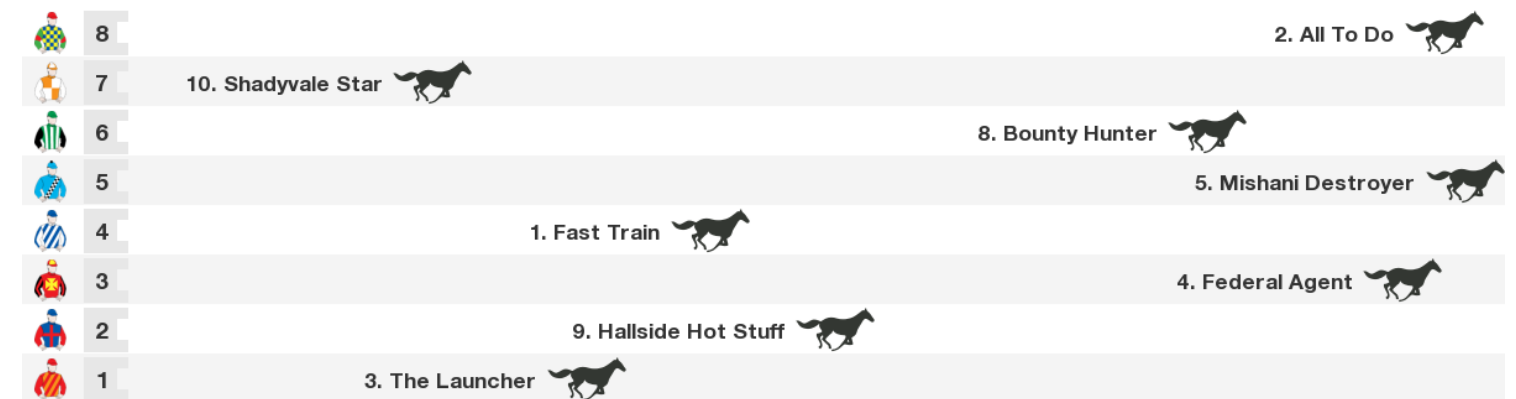 8 2. All To Do
7 10. Shadyvale Star
6 8. Bounty Hunter
5 5. Mishani Destroyer
4 1. Fast Train
3 4. Federal Agent
2 9. Hallside Hot Stuff
1 3. The Launcher